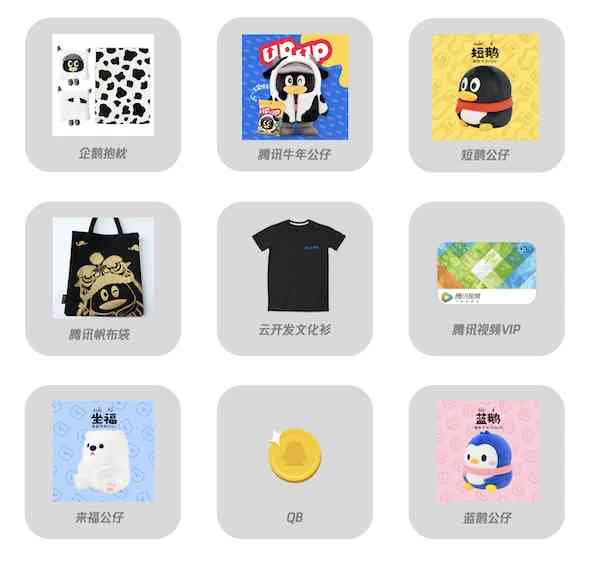 企鹅抱枕
UPUP
腾讯牛年公仔
短鹅
短鹅公仔
腾讯帆布袋
云开发文化衫
腾讯视频
腾讯视频VIP
坐福
来福公仔
QB
蓝鹅
蓝鹅公仔